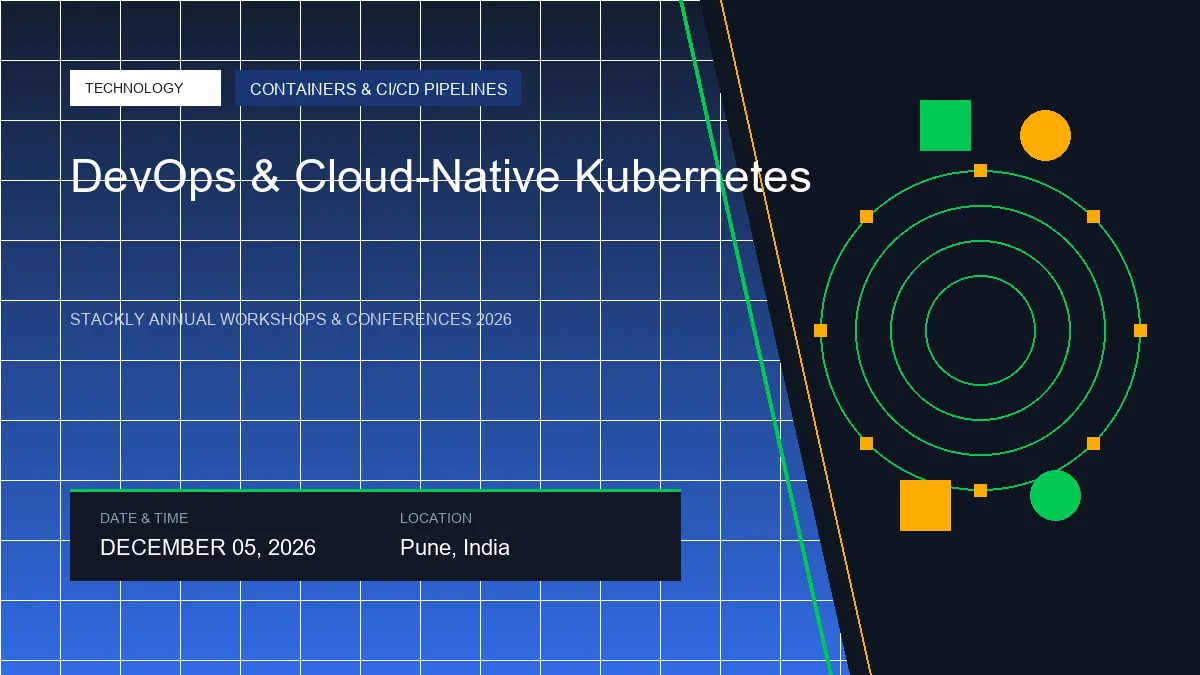 TECHNOLOGY
CONTAINERS & CI/CD PIPELINES
DevOps & Cloud-Native Kubernetes
STACKLY ANNUAL WORKSHOPS & CONFERENCES 2026
DATE & TIME
DECEMBER 05, 2026
LOCATION
Pune, India